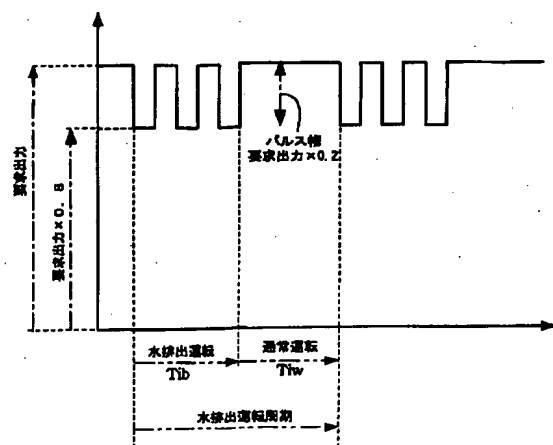 パルス幅
要求出力×0.2
要求出力
要求出力×0.8
水排出運転
Tib
通常運転
Tiw
水排出運転周期